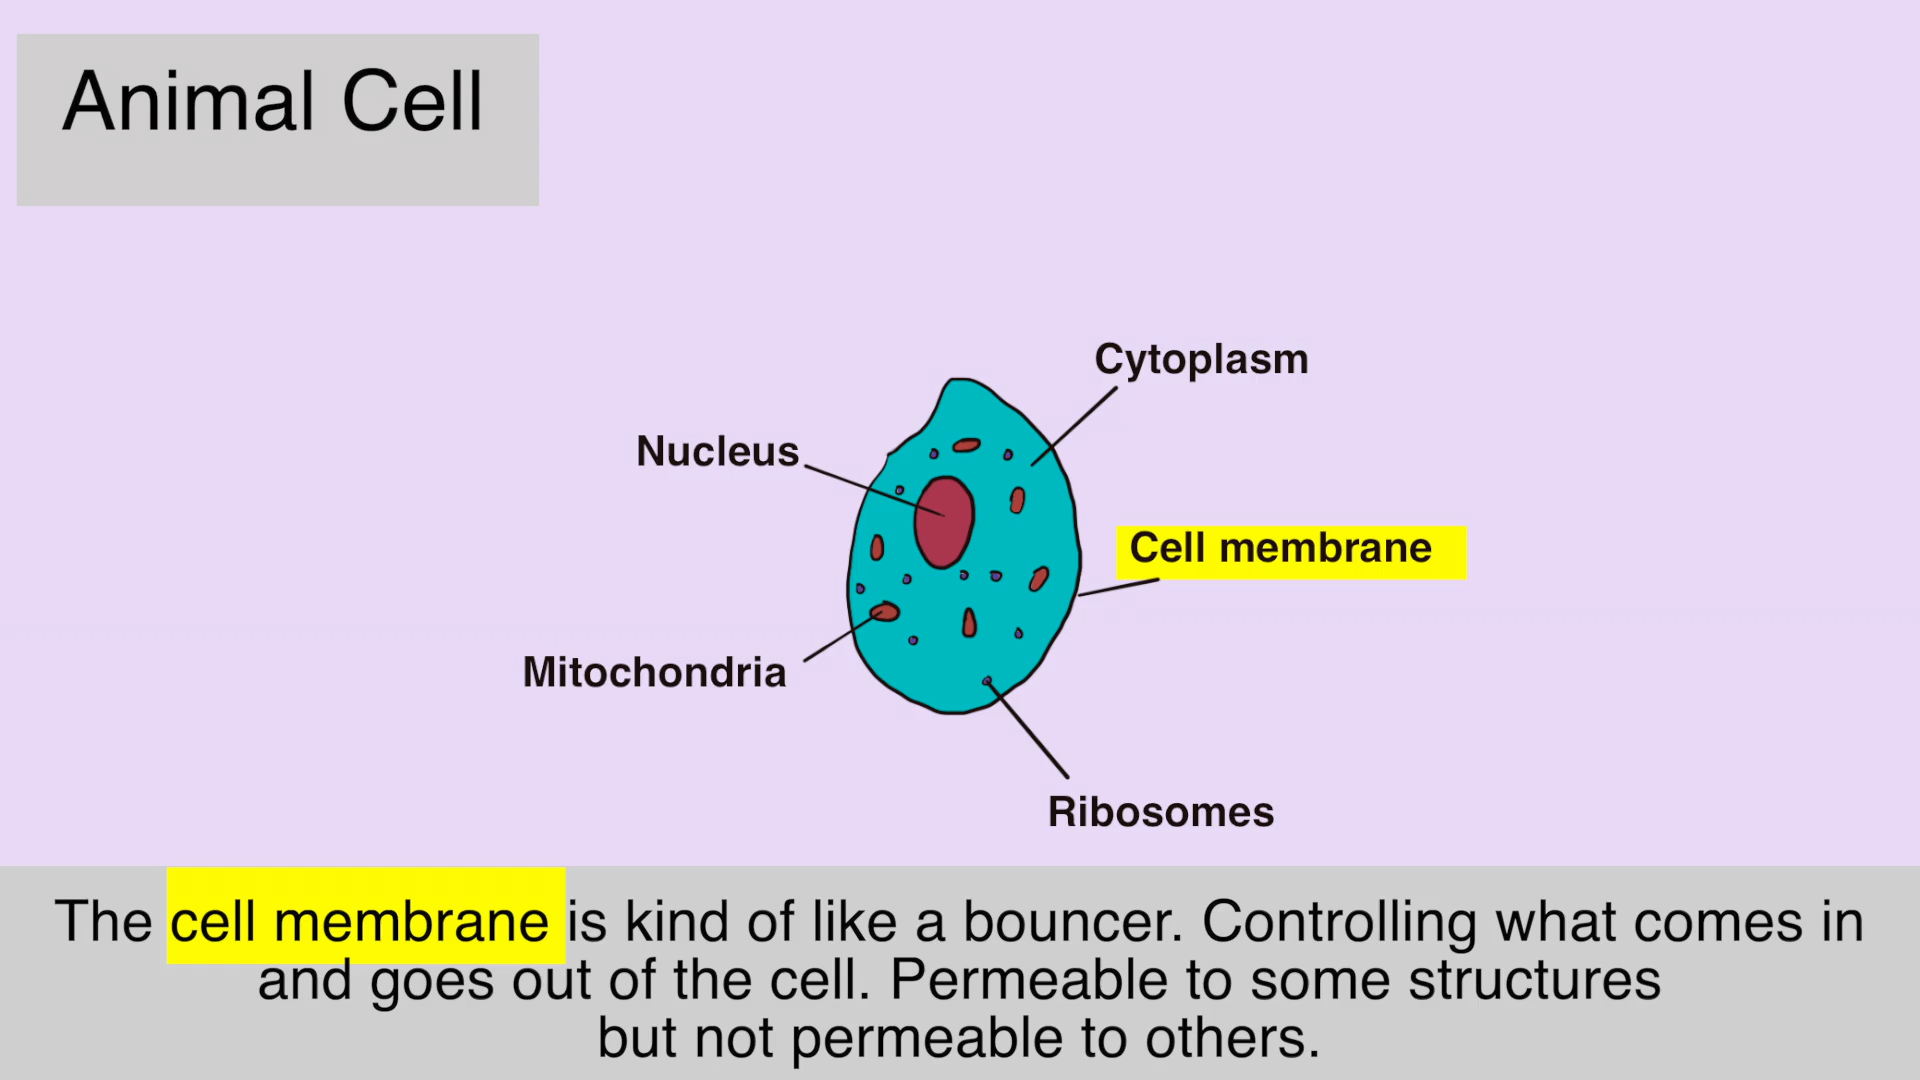 Animal Cell
Cytoplasm
Nucleus
Cell membrane
Mitochondria
Ribosomes
The cell membrane is kind of like a bouncer. Controlling what comes in
and goes out of the cell. Permeable to some structures
but not permeable to others.